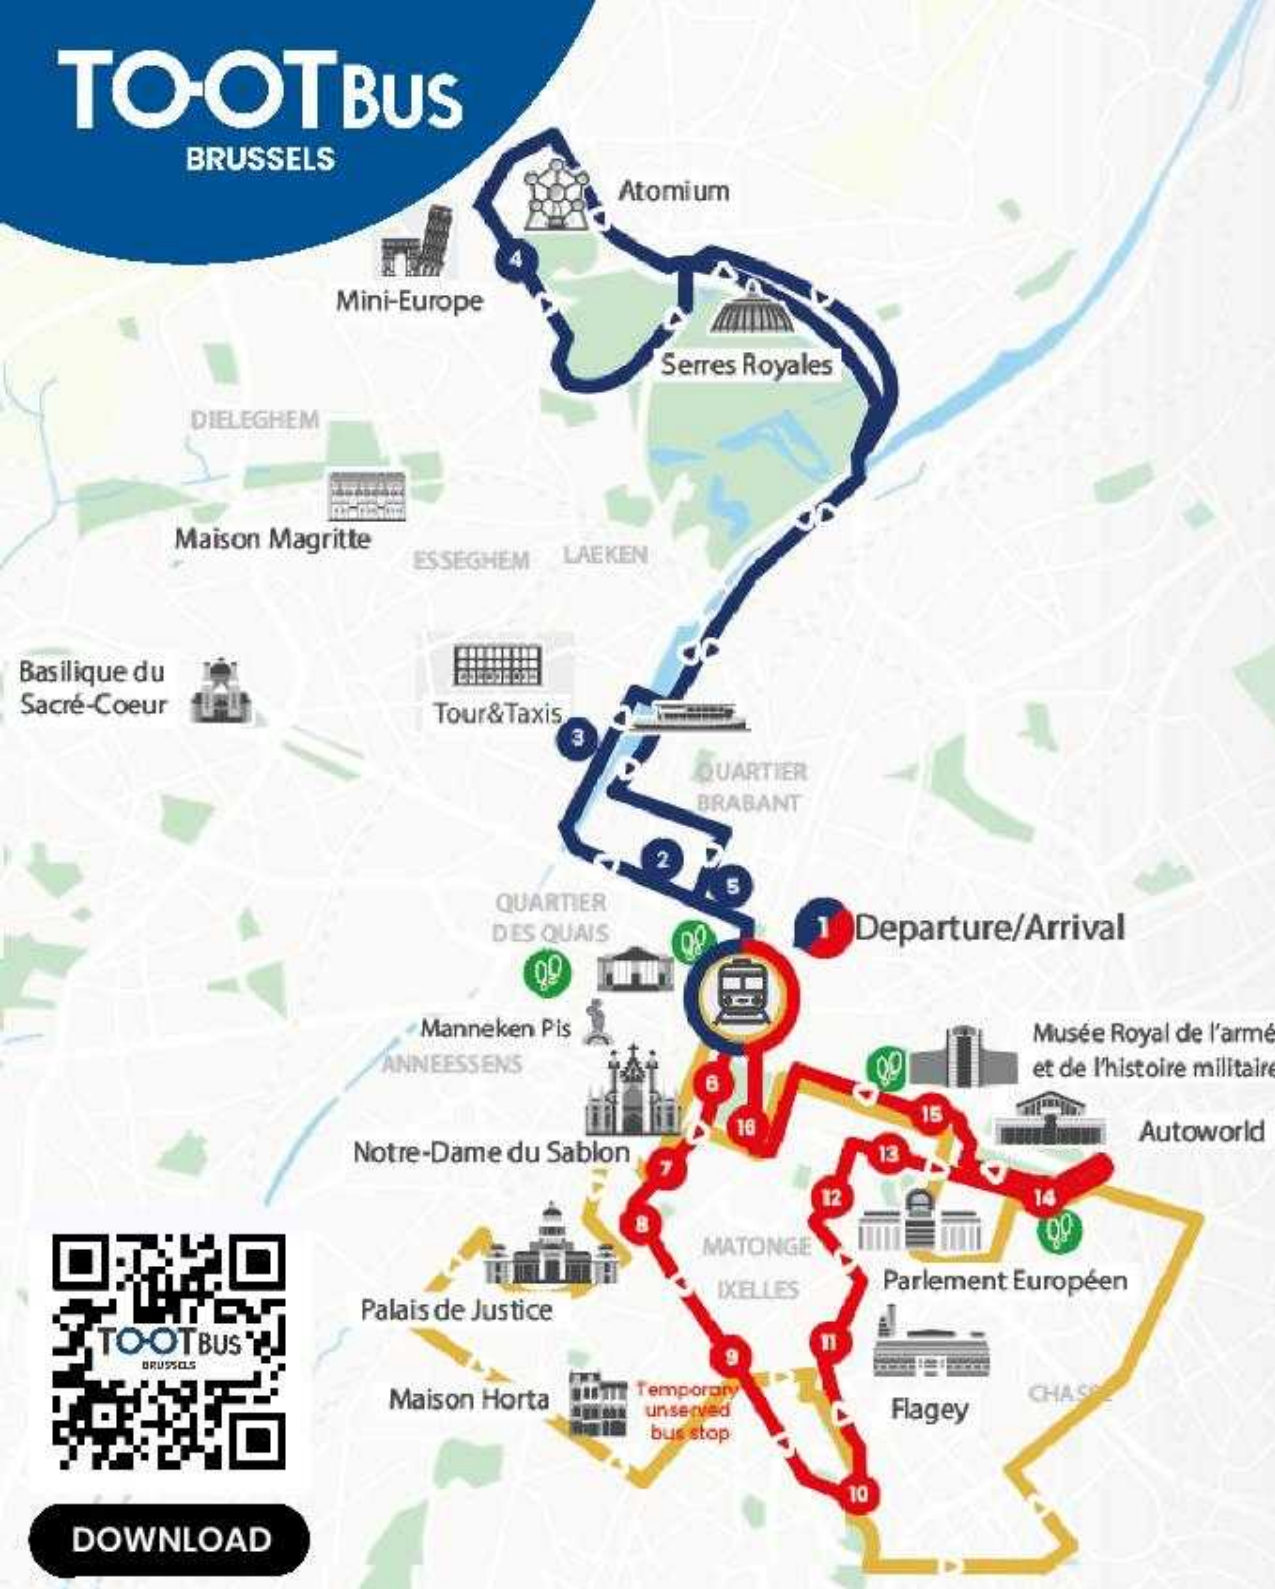 TOOTBUS
BRUSSELS
Atomium
4
Mini-Europe
Serres Royales
DIELEGHEM
Maison Magritte
ESSEGHEM
LAEKEN
Basilique du
Sacré-Coeur
Tour&Taxis
3
QUARTIER
BRABANT
2
5
QUARTIER
DES QUAIS
1
Departure/Arrival
Manneken Pis
ANNEESSENS
Musée Royal de l'armé
et de l'histoire militaire
6
16
15
Autoworld
Notre-Dame du Sablon
7
13
14
12
8
MATONGE
IXELLES
Parlement Européen
Palais de Justice
TOOTBUS
BRUSSELS
11
9
Maison Horta
Temporary
unserved
bus stop
Flagey
CHASSE
10
DOWNLOAD